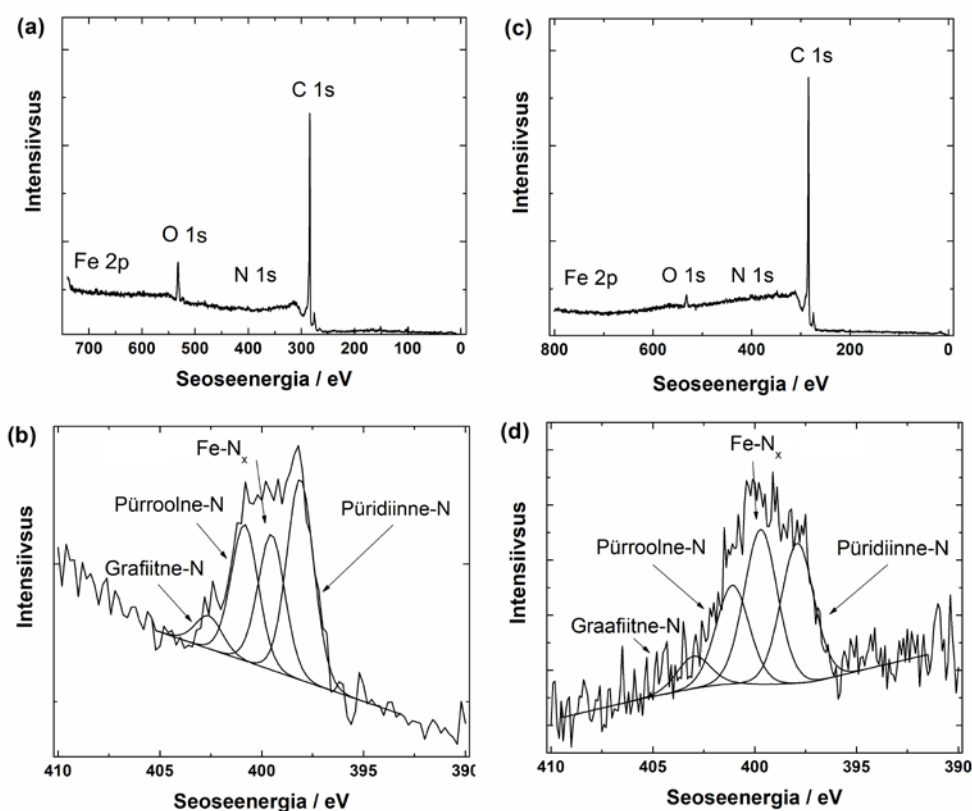 (a)
Intensiivsus
C 1s
O 1s
Fe 2p
N 1s
700 600 500 400 300 200 100 0
Seoseenergia / eV
(c)
Intensiivsus
C 1s
Fe 2p
O 1s
N 1s
800 600 400 200 0
Seoseenergia / eV
(b)
Intensiivsus
Fe-Nx
Pürroolne-N
Püridiinne-N
Grafiitne-N
410 405 400 395 390
Seoseenergia / eV
(d)
Intensiivsus
Fe-Nx
Pürroolne-N
Püridiinne-N
Graafiitne-N
410 405 400 395 390
Seoseenergia / eV